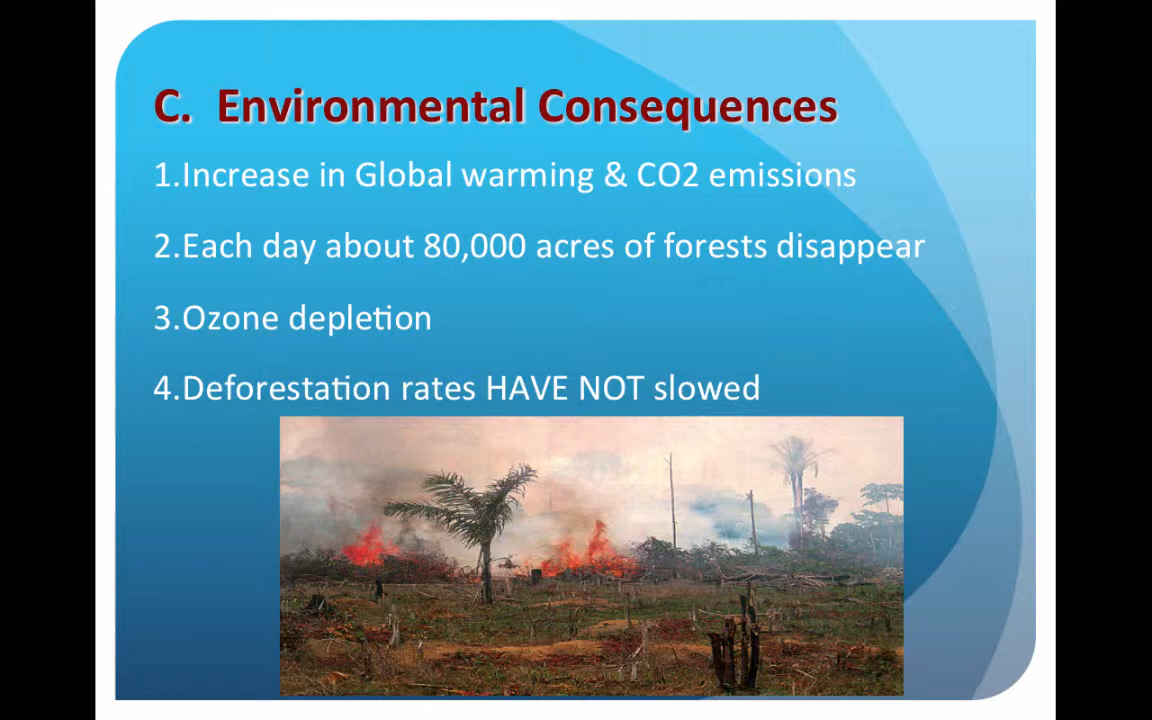 C. Environmental Consequences
1.Increase in Global warming & CO2 emissions
2.Each day about 80,000 acres of forests disappear
3.Ozone depletion
4.Deforestation rates HAVE NOT slowed